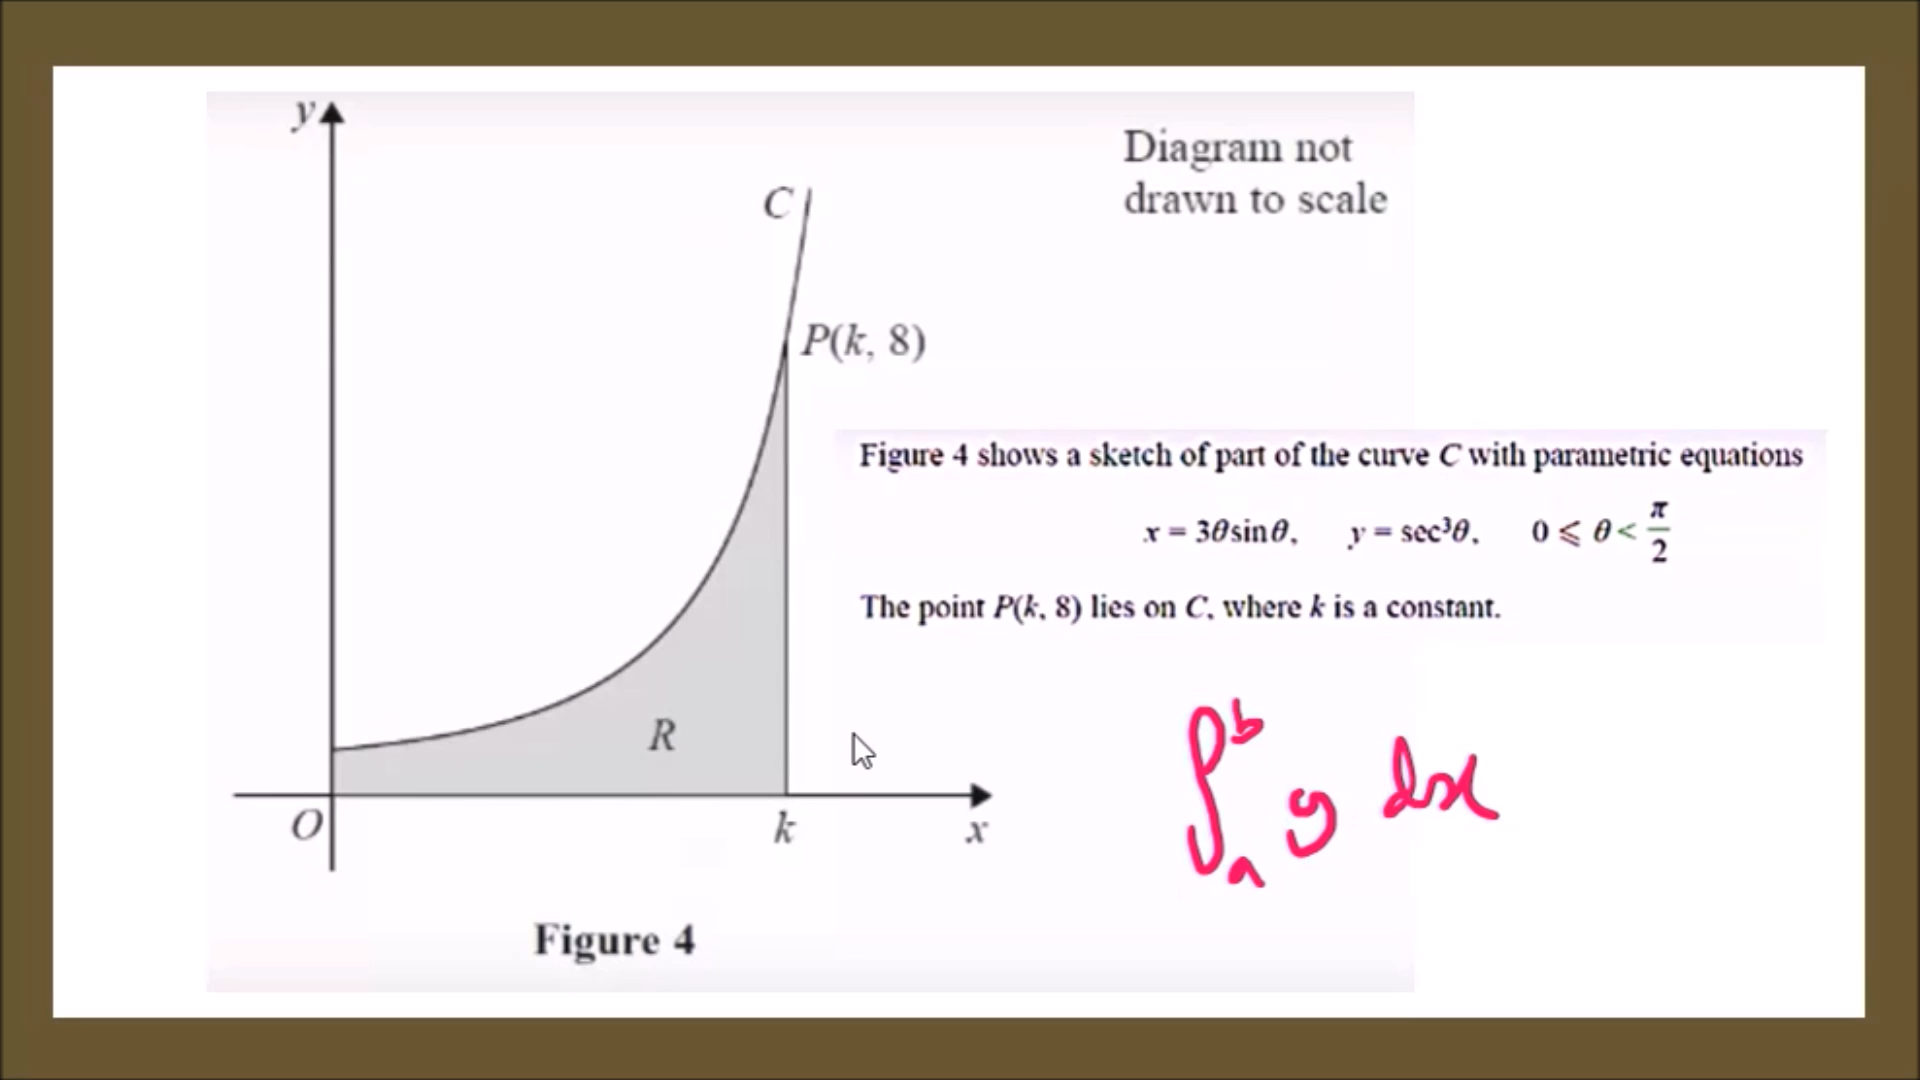 y
C
Diagram not
drawn to scale
P(k, 8)
Figure 4 shows a sketch of part of the curve C with parametric equations
x = 3θsinθ, y = sec³θ, 0 ⩽ θ < π/2
The point P(k, 8) lies on C, where k is a constant.
R
∫ₐᵇ y dx
O k x
Figure 4